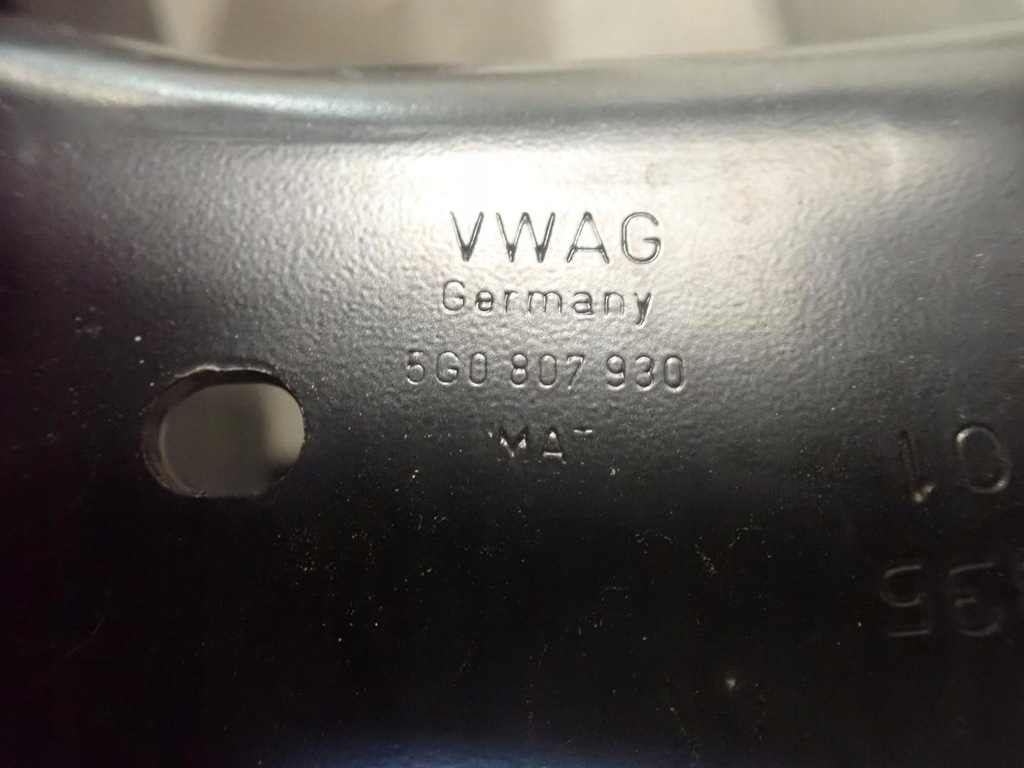 VWAG
Germany
5G0 807 930
MAT